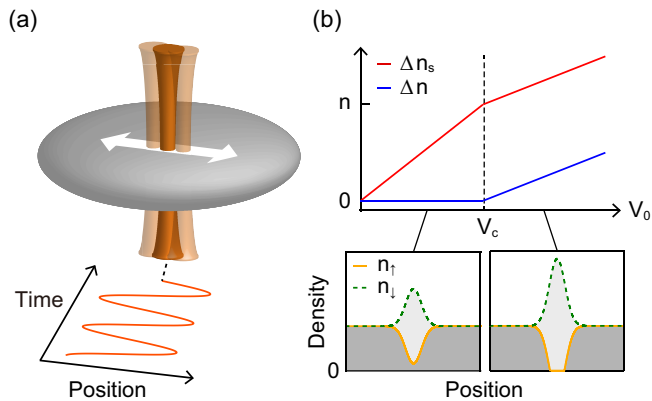 (a)
Time
Position
(b)
Δn_s
Δn
n
0
V_c
V_0
n_↑
n_↓
Density
0
Position